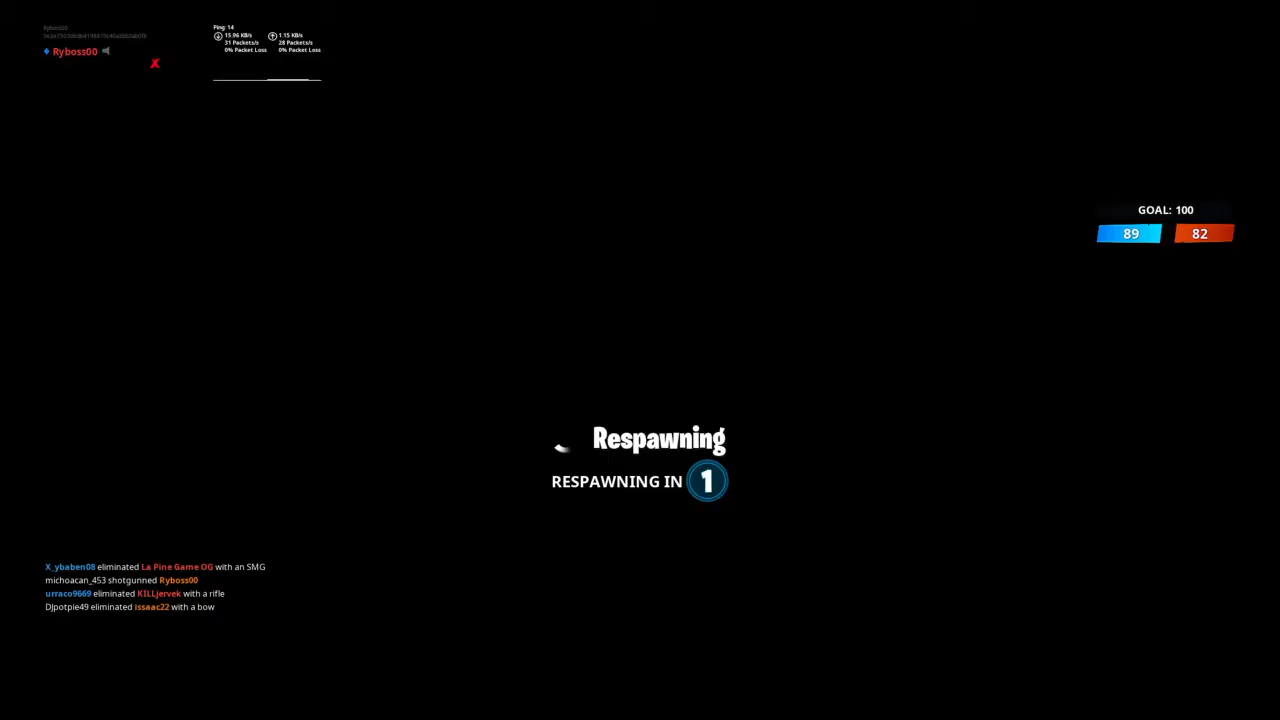 Ryboss00
Ryboss00
Ping: 14
15.96 KB/s
31 Packets/s
0% Packet Loss
1.15 KB/s
28 Packets/s
0% Packet Loss
X
GOAL: 100
89 82
Respawning
RESPAWNING IN 1
X_ybaben08 eliminated La Pine Game OG with an SMG
michoacan_453 shotgunned Ryboss00
urraco9669 eliminated KILLjervek with a rifle
DJpotpie49 eliminated issaac22 with a bow